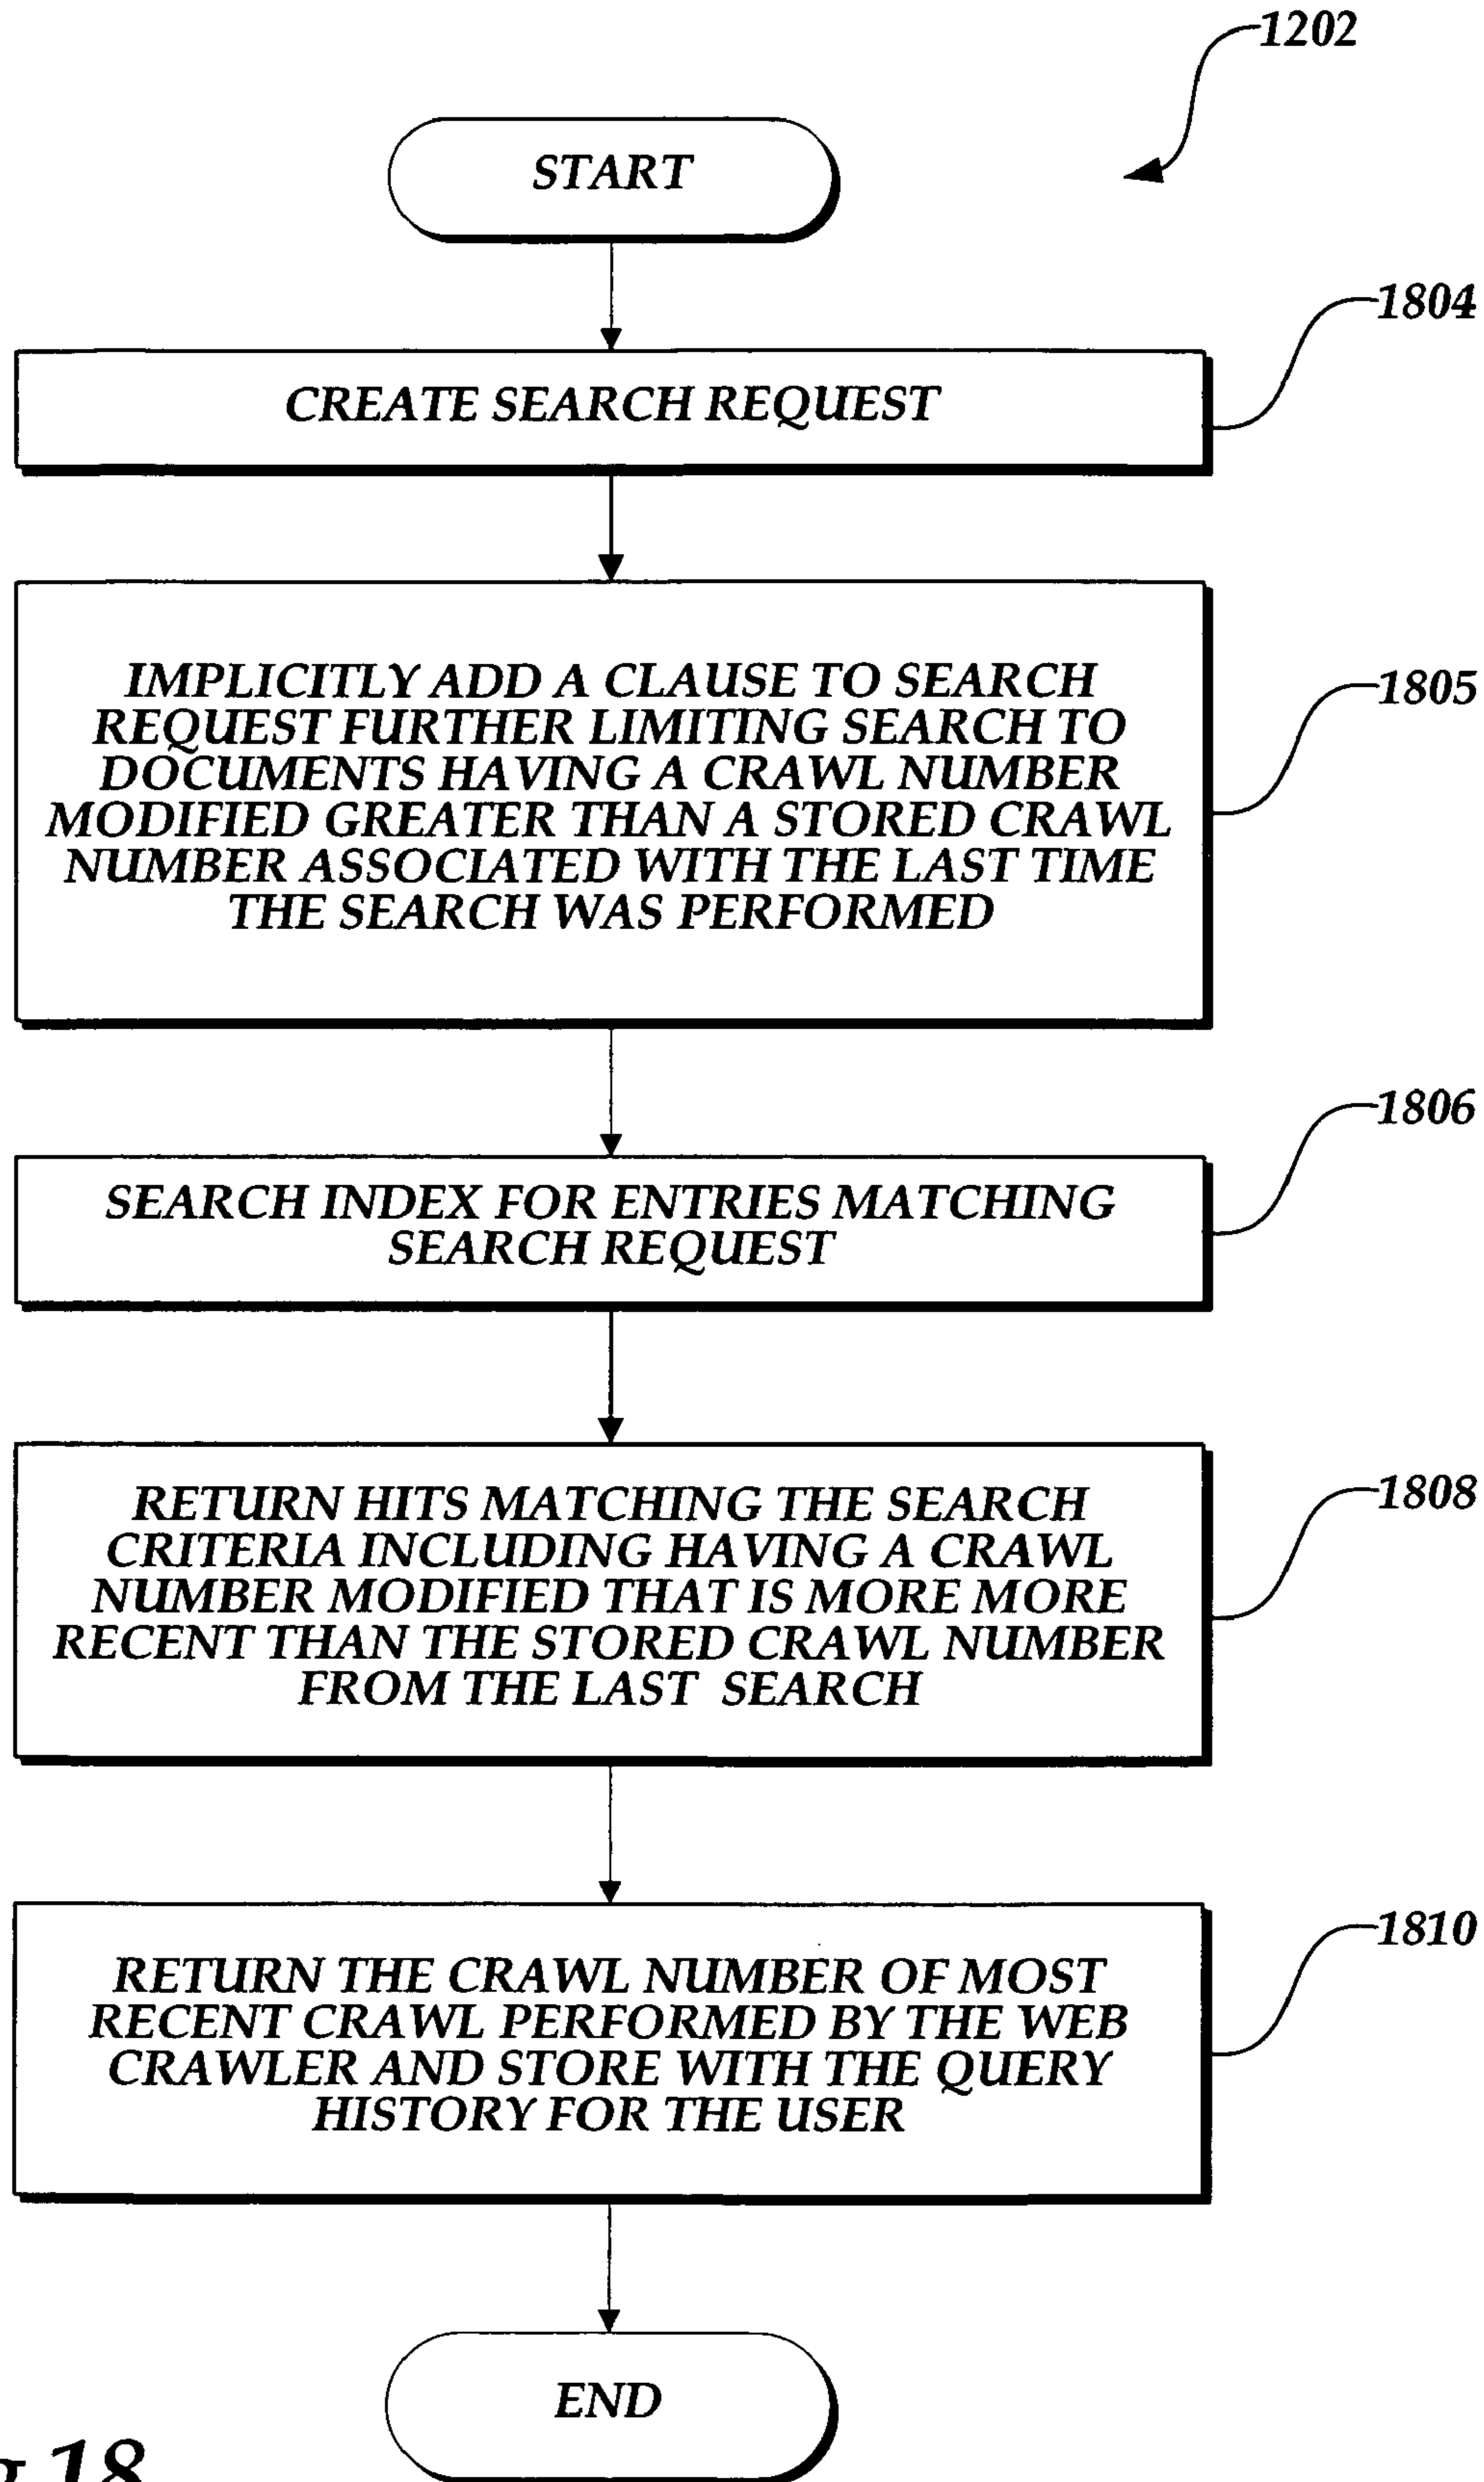 1202
START
1804
CREATE SEARCH REQUEST
1805
IMPLICITLY ADD A CLAUSE TO SEARCH
REQUEST FURTHER LIMITING SEARCH TO
DOCUMENTS HAVING A CRAWL NUMBER
MODIFIED GREATER THAN A STORED CRAWL
NUMBER ASSOCIATED WITH THE LAST TIME
THE SEARCH WAS PERFORMED
1806
SEARCH INDEX FOR ENTRIES MATCHING
SEARCH REQUEST
1808
RETURN HITS MATCHING THE SEARCH
CRITERIA INCLUDING HAVING A CRAWL
NUMBER MODIFIED THAT IS MORE MORE
RECENT THAN THE STORED CRAWL NUMBER
FROM THE LAST SEARCH
1810
RETURN THE CRAWL NUMBER OF MOST
RECENT CRAWL PERFORMED BY THE WEB
CRAWLER AND STORE WITH THE QUERY
HISTORY FOR THE USER
END
18